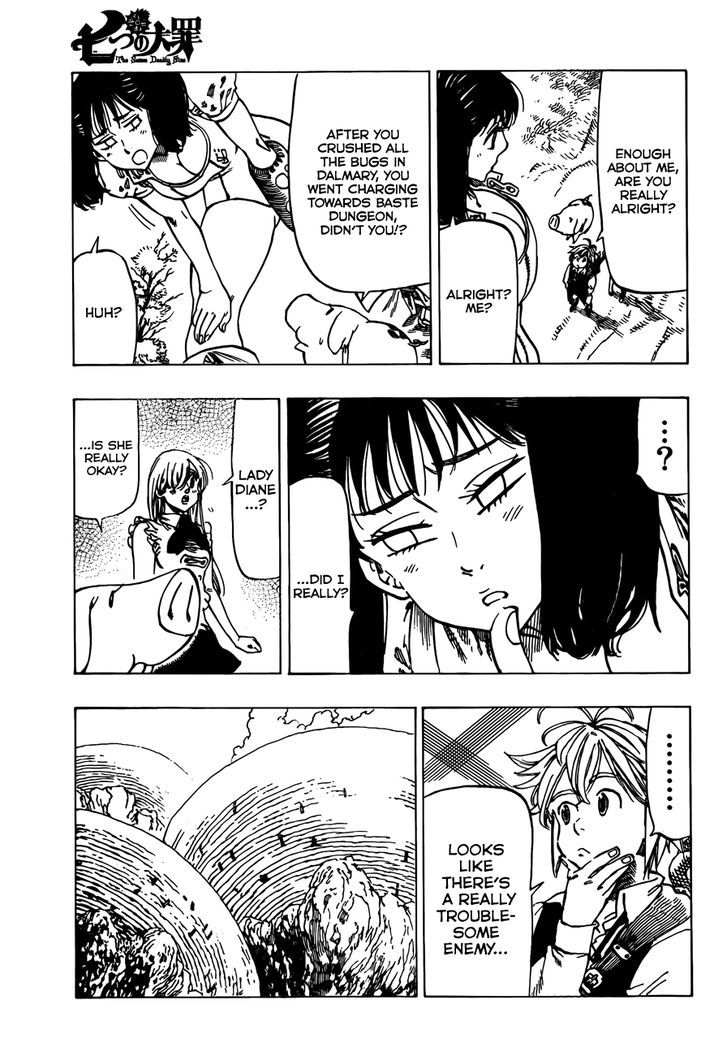 七つの大罪
The Seven Deadly Sins
ENOUGH
ABOUT ME,
ARE YOU
REALLY
ALRIGHT?
ALRIGHT?
ME?
AFTER YOU
CRUSHED ALL
THE BUGS IN
DALMARY, YOU
WENT CHARGING
TOWARDS BASTE
DUNGEON,
DIDN'T YOU!?
HUH?
...?
...DID I
REALLY?
LADY
DIANE
...?
...IS SHE
REALLY
OKAY?
.........
LOOKS
LIKE
THERE'S
A REALLY
TROUBLE-
SOME
ENEMY...